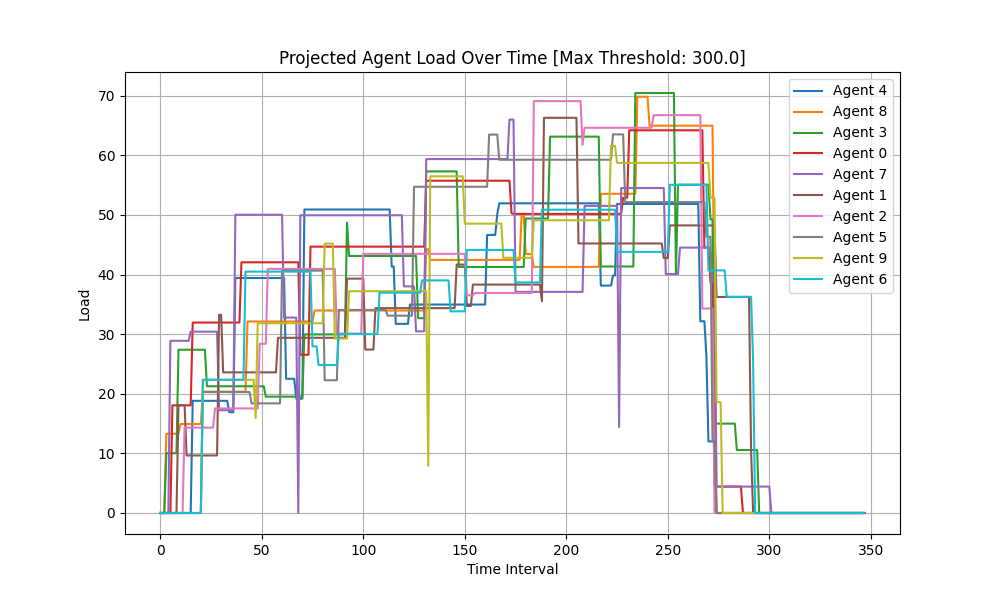 Projected Agent Load Over Time [Max Threshold: 300.0]
Load
70
60
50
40
30
20
10
0
0 50 100 150 200 250 300 350
Time Interval
Agent 4
Agent 8
Agent 3
Agent 0
Agent 7
Agent 1
Agent 2
Agent 5
Agent 9
Agent 6